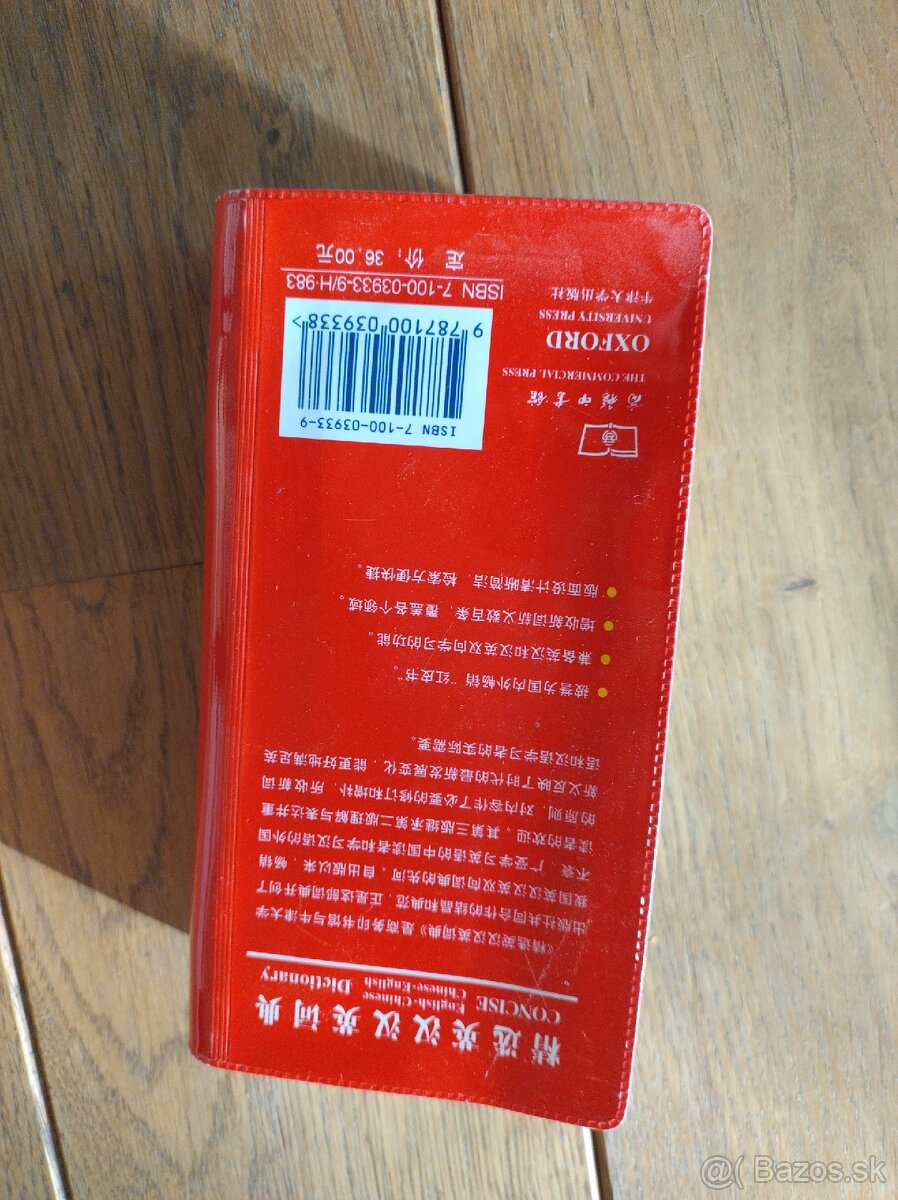 精选英汉汉英词典
CONCISE English-Chinese Chinese-English Dictionary
《精选英汉汉英词典》是商务印书馆与牛津大学
出版社共同合作的结晶和典范，正是这部词典开创了
我国英汉汉英双向词典的先河，自出版以来，畅销
不衰，广受学习英语的中国读者和学习汉语的外国
读者的欢迎。其第三版继承第二版理解与表达并重
的原则，对内容作了必要的修订和增补，所收新词
新义反映了时代的最新发展变化，能更好地满足英
语和汉语学习者的实际需要。
● 被誉为国内外畅销“红皮书”。
● 兼备英汉和汉英双向学习的功能。
● 增收新词新义数百条，覆盖各个领域。
● 版面设计清晰简洁，检索方便快捷。
商务印书馆
THE COMMERCIAL PRESS
OXFORD
UNIVERSITY PRESS
牛津大学出版社
ISBN 7-100-03933-9
9 787100 039338 >
ISBN 7-100-03933-9/H·983
定 价：36.00元
@( Bazos.sk